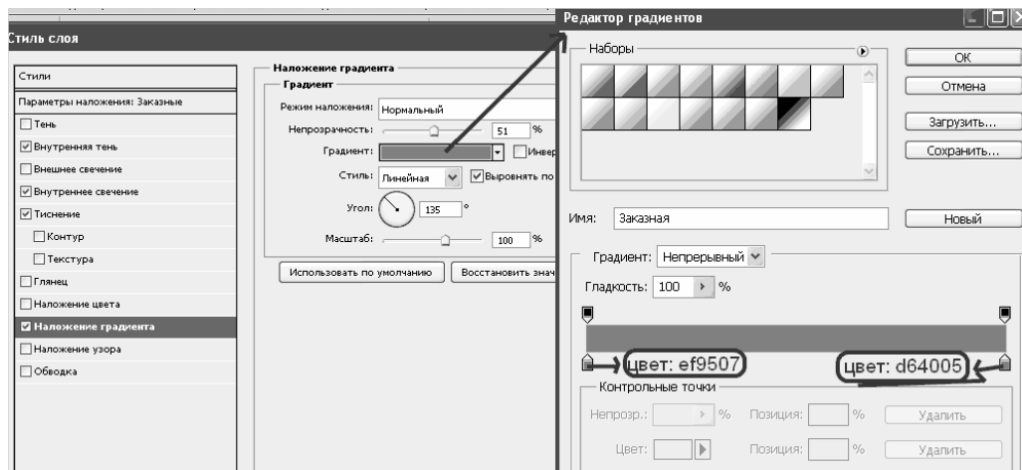 Стиль слоя
Стили
Параметры наложения: Заказные
Тень
Внутренняя тень
Внешнее свечение
Внутреннее свечение
Тиснение
Контур
Текстура
Глянец
Наложение цвета
Наложение градиента
Наложение узора
Обводка
Наложение градиента
Градиент
Режим наложения: Нормальный
Непрозрачность: 51 %
Градиент: Инвер
Стиль: Линейная Выровнять по
Угол: 135 °
Масштаб: 100 %
Использовать по умолчанию Восстановить знач
Редактор градиентов
Наборы
ОК
Отмена
Загрузить...
Сохранить...
Имя: Заказная Новый
Градиент: Непрерывный
Гладкость: 100 %
цвет: ef9507 цвет: d64005
Контрольные точки
Непрозр.: % Позиция: % Удалить
Цвет: Позиция: % Удалить